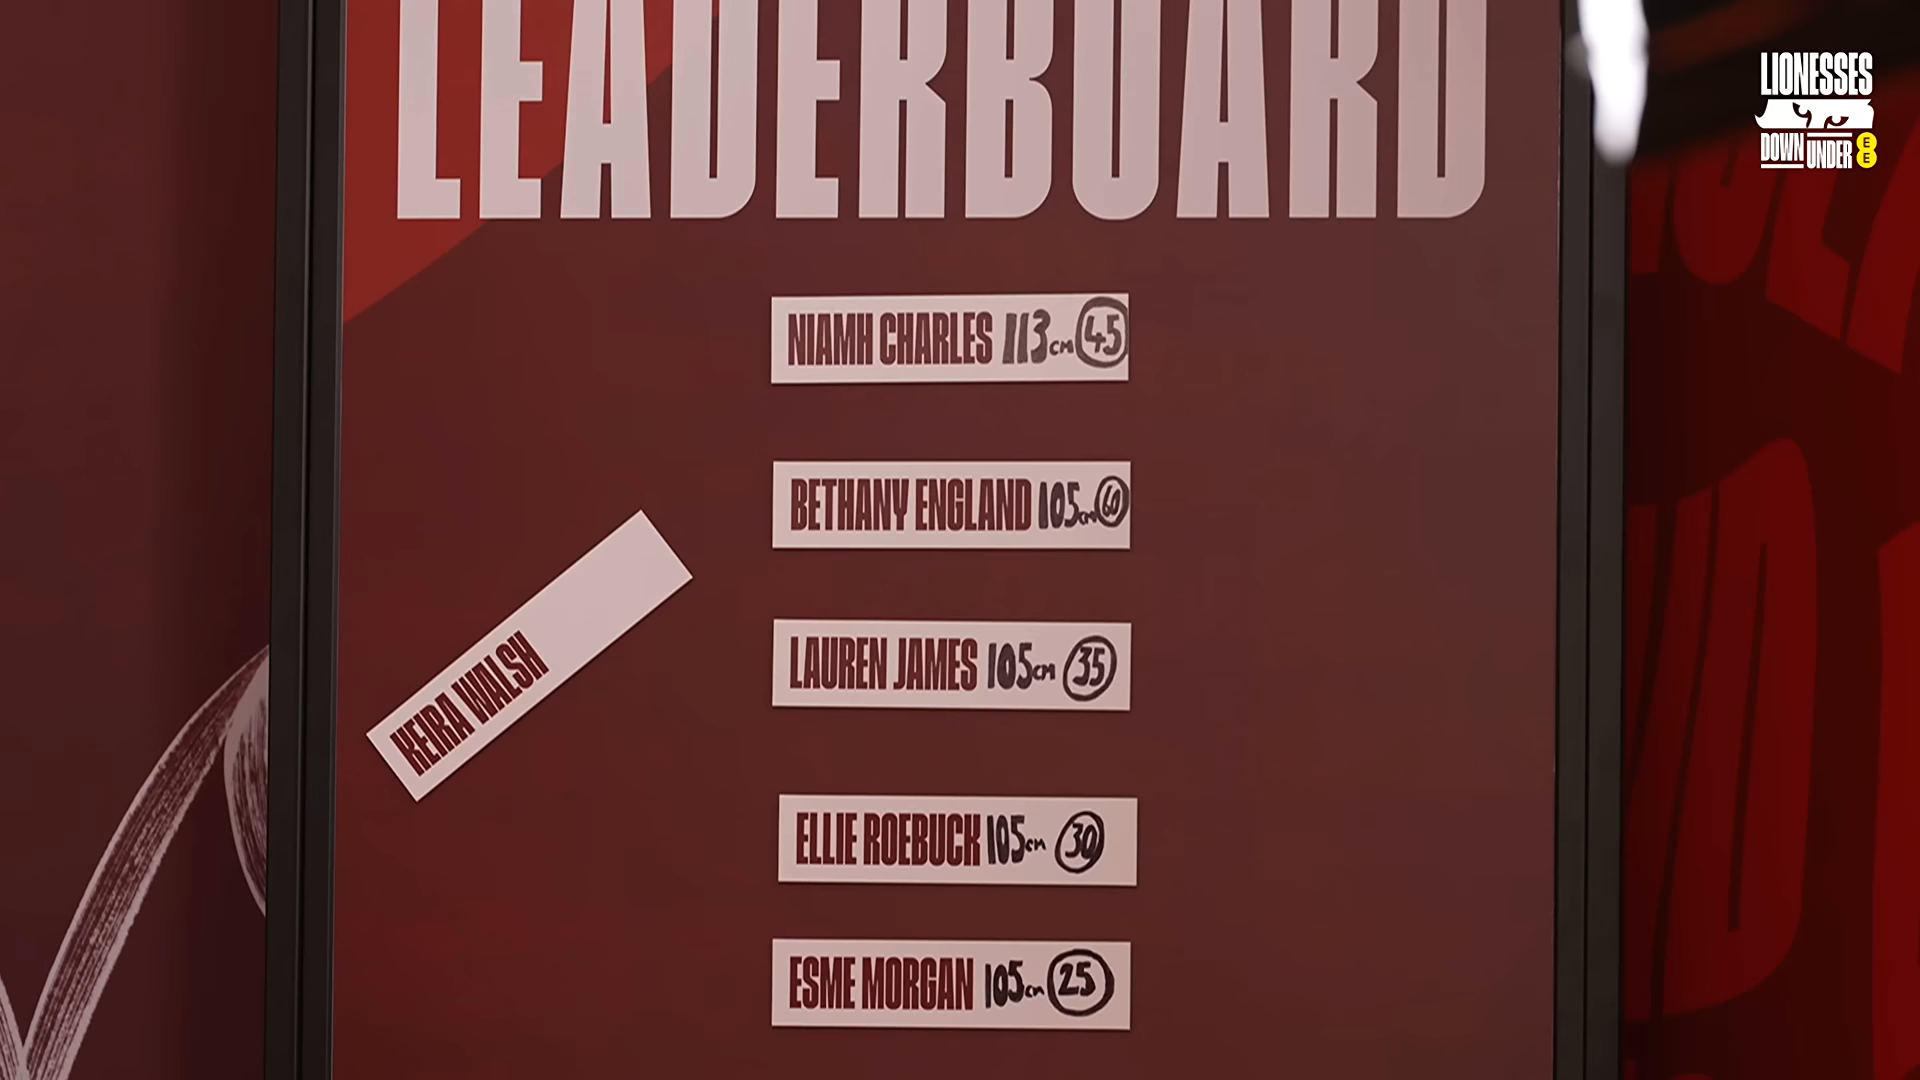 LEADERBOARD
LIONESSES
DOWN UNDER EE
NIAMH CHARLES 113cm 45
BETHANY ENGLAND 105cm 60
LAUREN JAMES 105cm 35
KEIRA WALSH
ELLIE ROEBUCK 105cm 30
ESME MORGAN 105cm 25